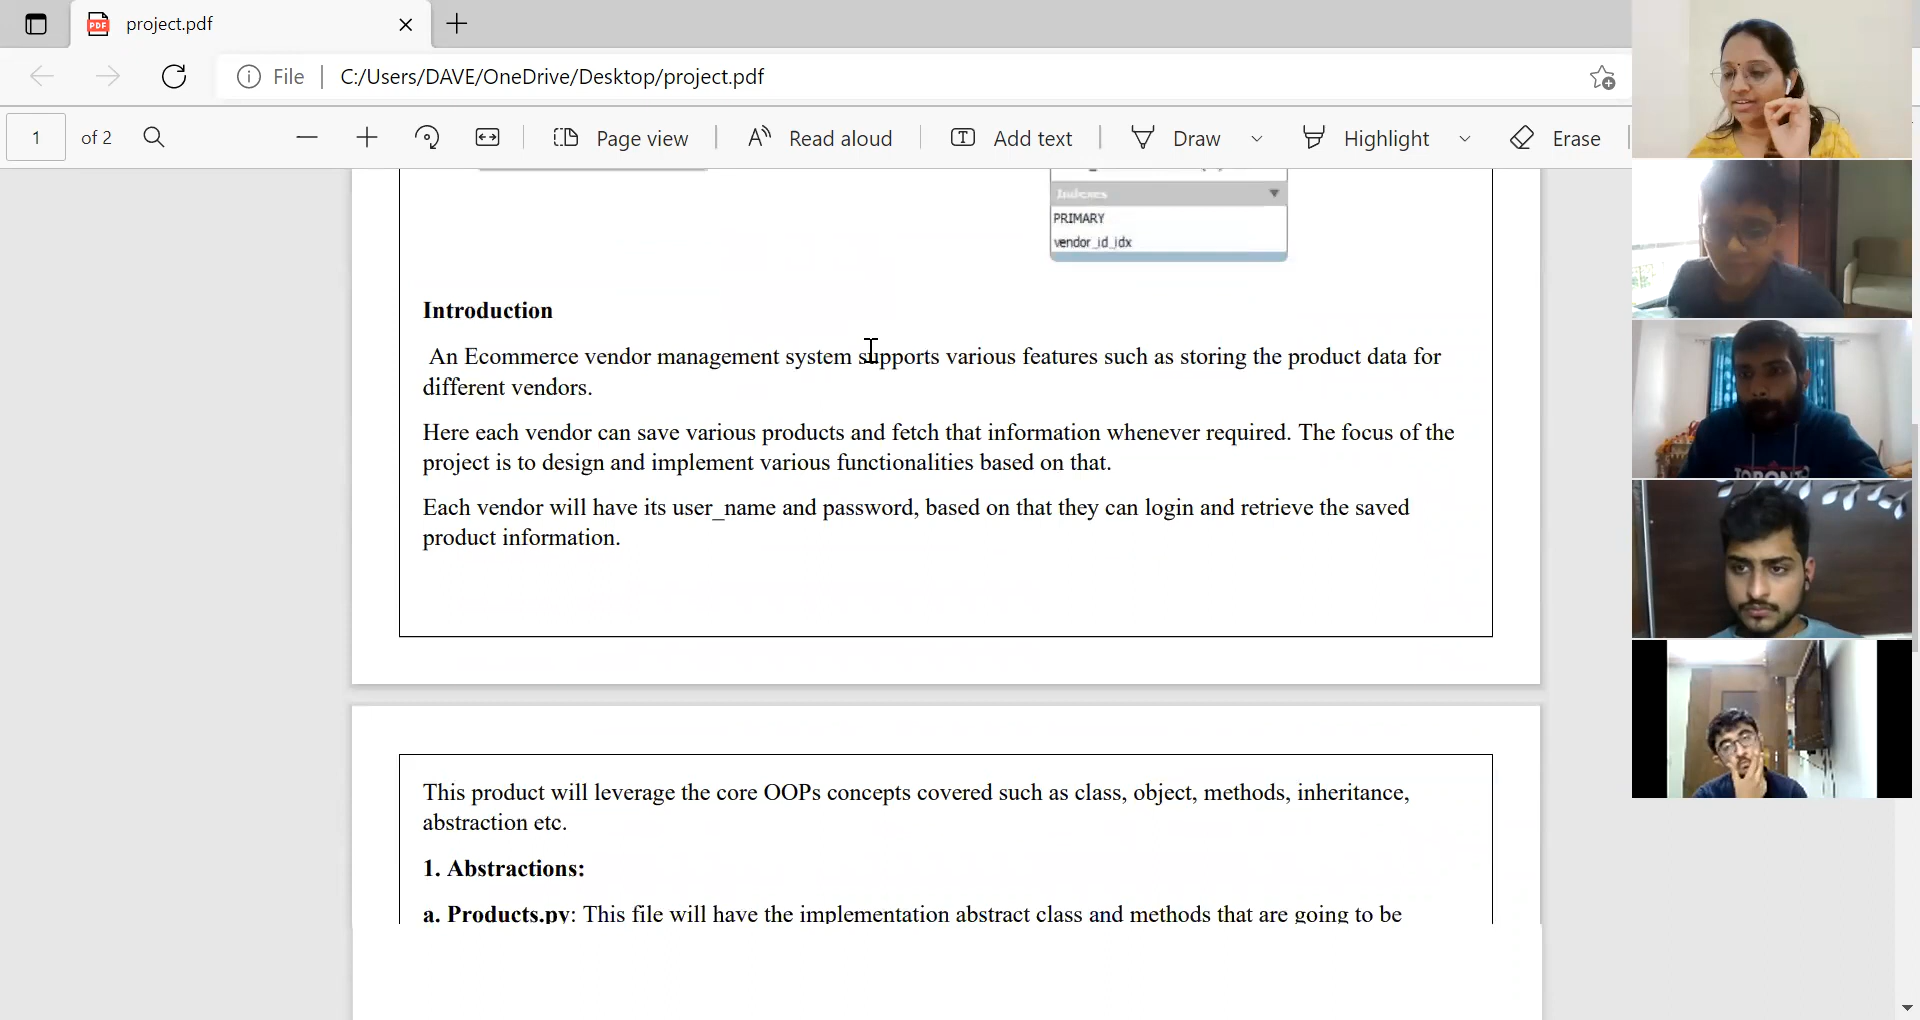 project.pdf
File
C:/Users/DAVE/OneDrive/Desktop/project.pdf
1 of 2
Page view
Read aloud
Add text
Draw
Highlight
Erase
Indexes
PRIMARY
vendor_id_idx
Introduction
An Ecommerce vendor management system supports various features such as storing the product data for
different vendors.
Here each vendor can save various products and fetch that information whenever required. The focus of the
project is to design and implement various functionalities based on that.
Each vendor will have its user_name and password, based on that they can login and retrieve the saved
product information.
This product will leverage the core OOPs concepts covered such as class, object, methods, inheritance,
abstraction etc.
1. Abstractions:
a. Products.py: This file will have the implementation abstract class and methods that are going to be
TORONTO